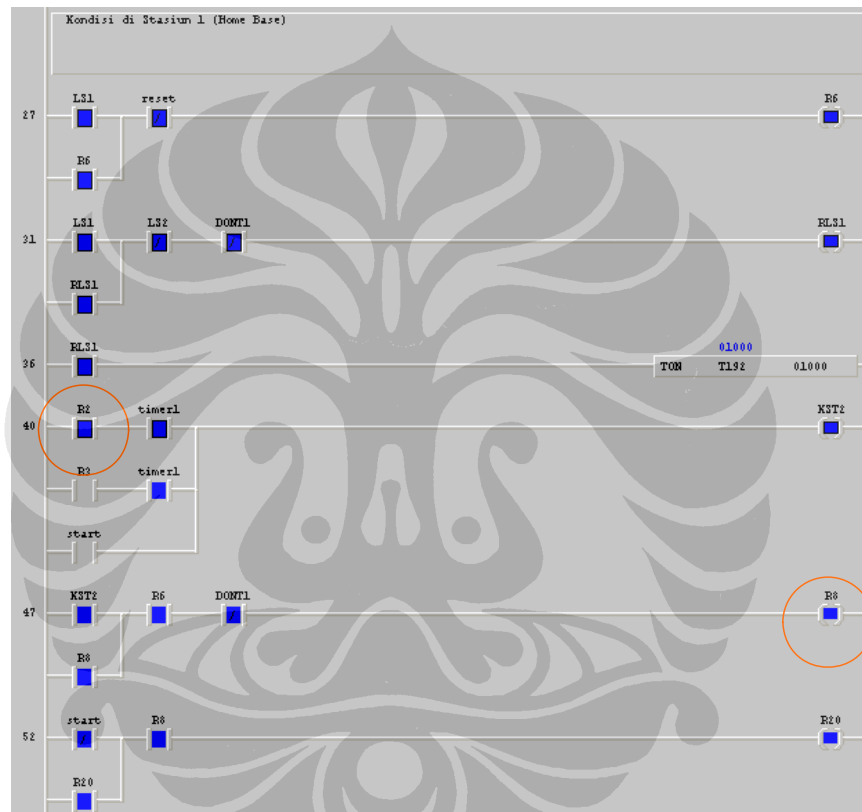 Kondisi di Stasiun 1 (Home Base)
LS1 reset R6
27
R6
LS1 LS2 DONT1 RLS1
31
RLS1
RLS1
36 0.1000
TON T192 01000
R2 timer1 KST2
40
R3 timer1
start
KST2 R6 DONT1 R8
47
R8
start R8 R20
52
R20